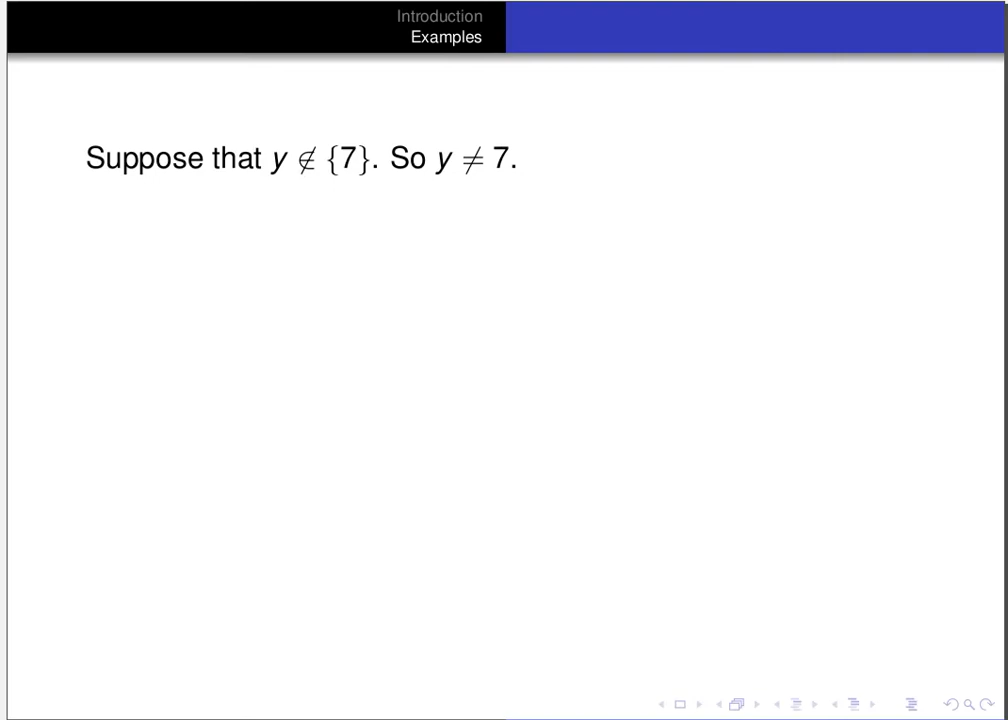 Introduction
Examples
Suppose that y ∉ {7}. So y ≠ 7.